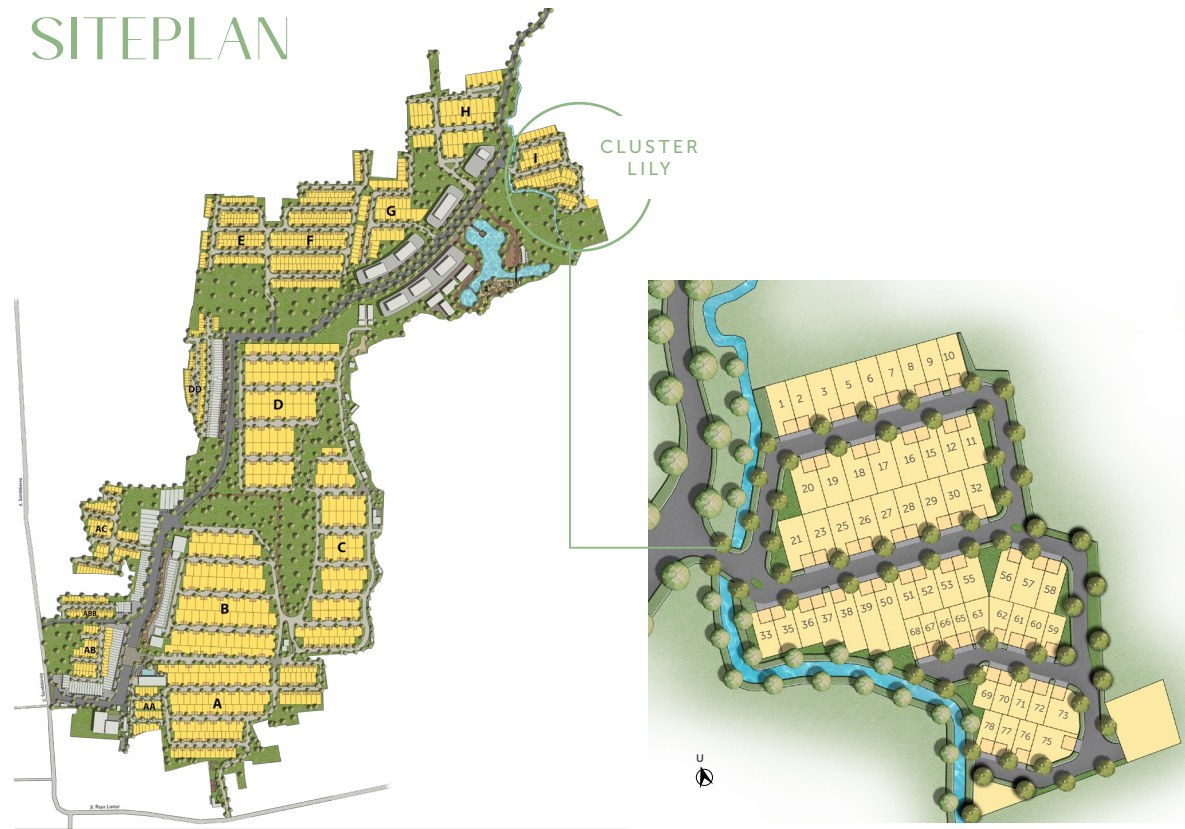 SITEPLAN
CLUSTER
LILY
H
I
G
E
F
DD
D
C
AC
B
ABB
AB
AA
A
Jl. Raya Lontar
1 2 3 5 6 7 8 9 10
20 19 18 17 16 15 12 11
21 23 25 26 27 28 29 30 32
33 35 36 37 38 39 50 51 52 53 55
56 57 58
68 67 66 65 63
62 61 60 59
69 70 71 72 73
78 77 76 75
U